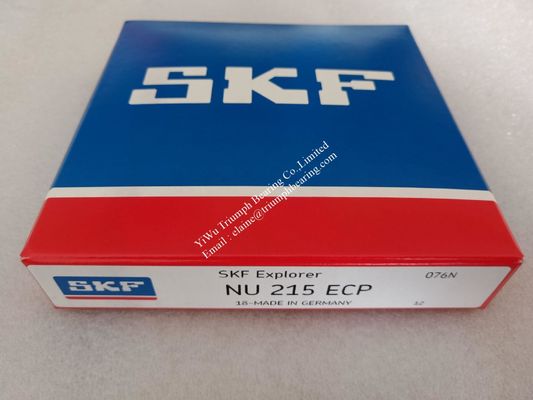 SKF
YiWu Triumph Bearing Co.,Limited
Email : elaine@triumphbearing.com
SKF
SKF Explorer
076N
NU 215 ECP
18-MADE IN GERMANY
12